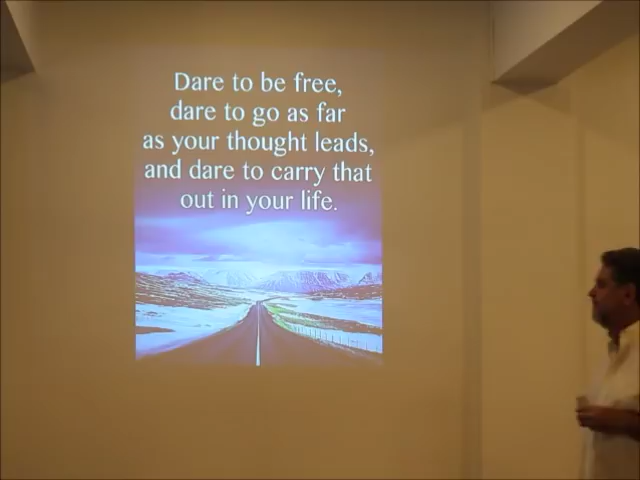 Dare to be free,
dare to go as far
as your thought leads,
and dare to carry that
out in your life.